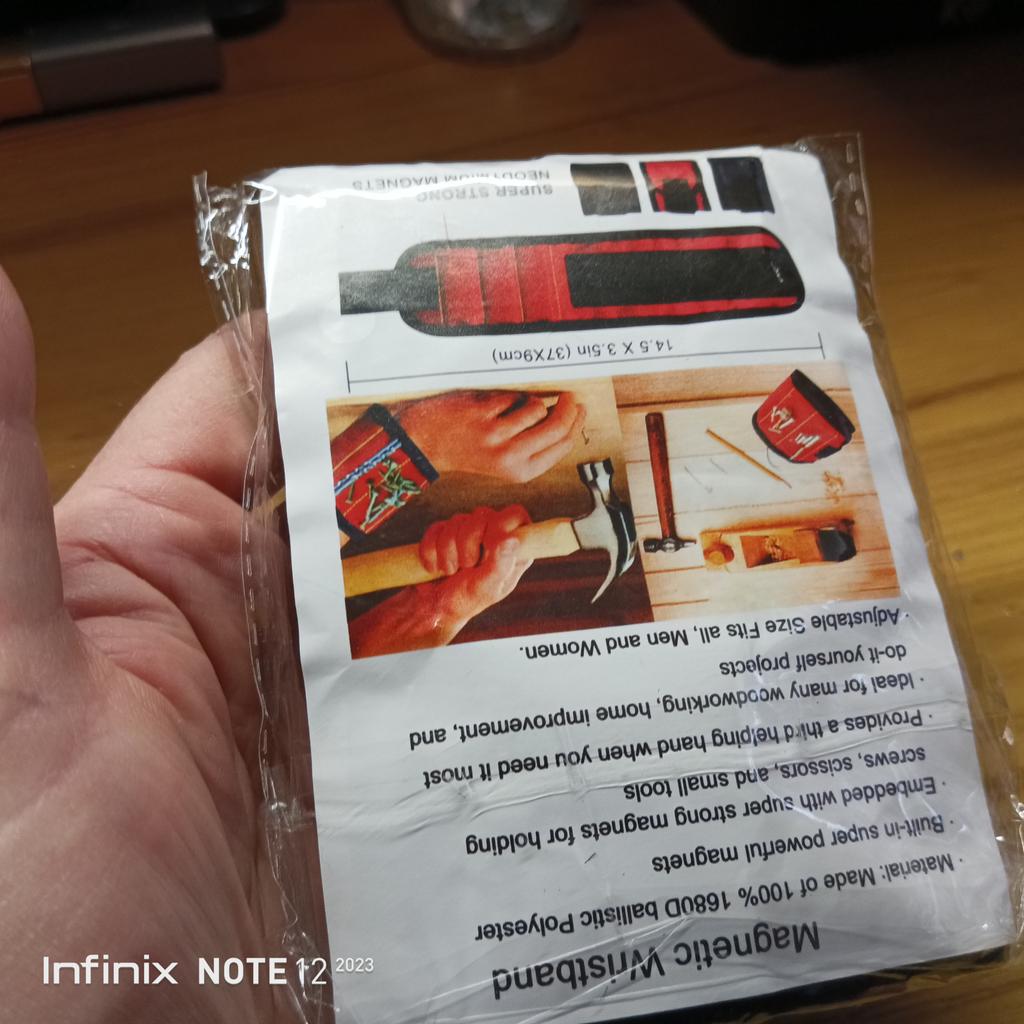 Magnetic Wristband
· Material: Made of 100% 1680D ballistic Polyester
· Built-in super powerful magnets
· Embedded with super strong magnets for holding
screws, scissors, and small tools
· Provides a third helping hand when you need it most
· Ideal for many woodworking, home improvement, and
do-it yourself projects
· Adjustable Size Fits all, Men and Women.
14.5 X 3.5in (37X9cm)
SUPER STRONG
NEODYMIUM MAGNETS
Infinix NOTE 12 2023